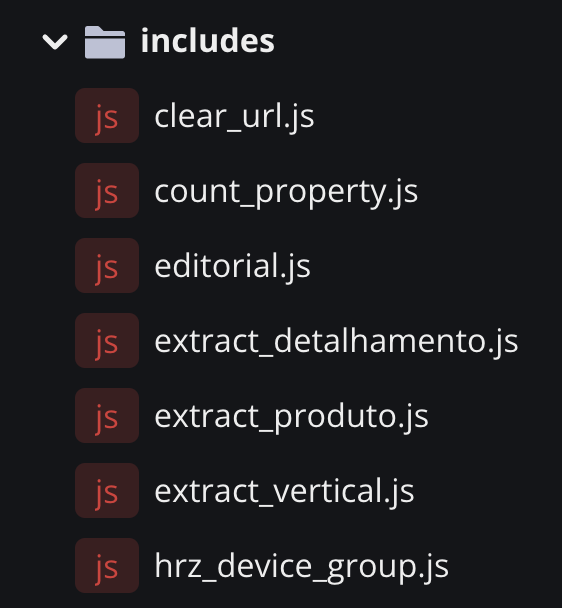 includes
js clear_url.js
js count_property.js
js editorial.js
js extract_detalhamento.js
js extract_produto.js
js extract_vertical.js
js hrz_device_group.js